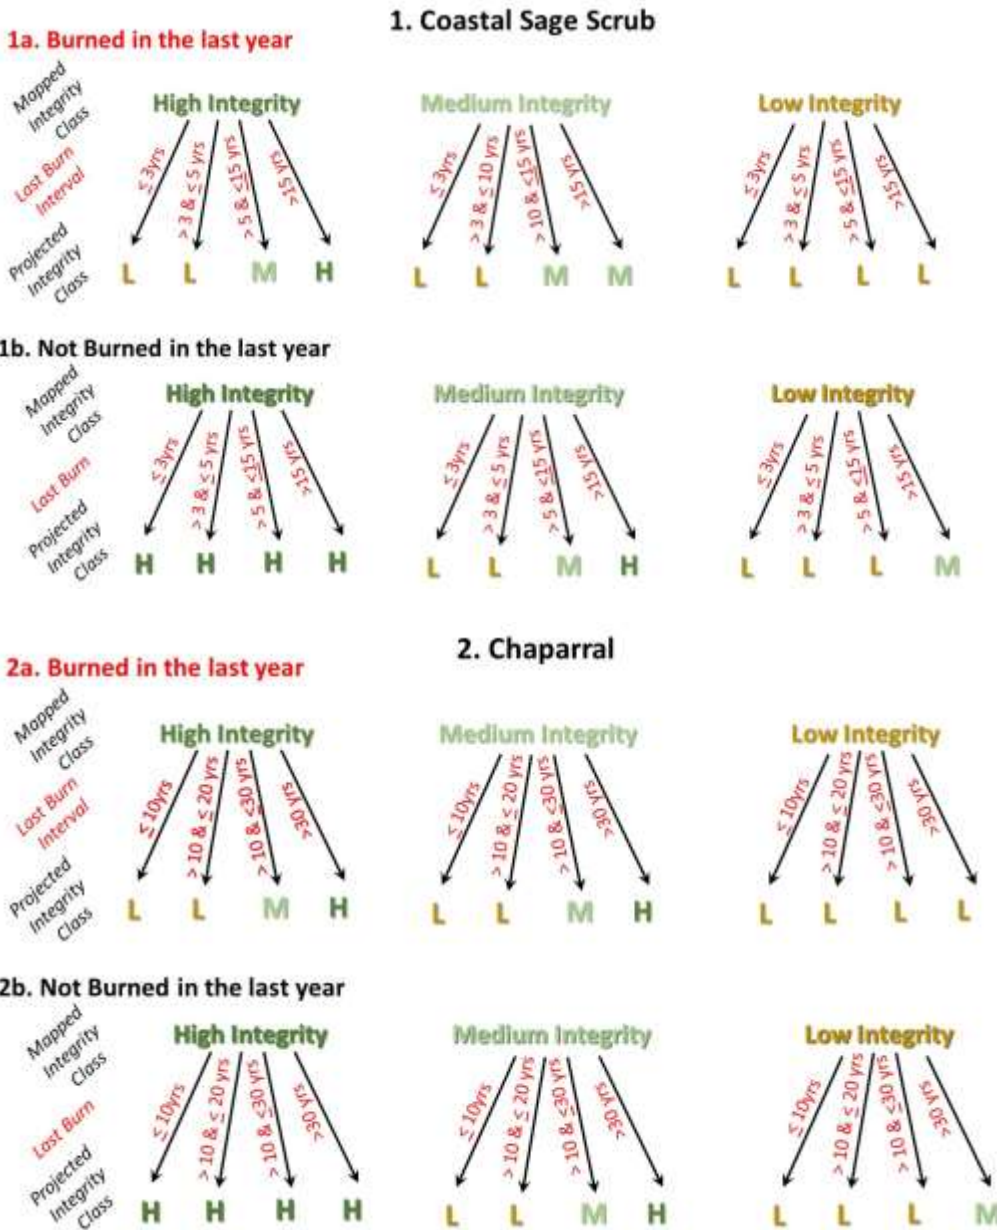 1. Coastal Sage Scrub
1a. Burned in the last year
Mapped Integrity Class
High Integrity
Medium Integrity
Low Integrity
Last Burn Interval
≤ 3yrs
> 3 & ≤ 5 yrs
> 5 & ≤15 yrs
>15 yrs
≤ 3yrs
> 3 & ≤ 10 yrs
> 10 & ≤15 yrs
>15 yrs
≤ 3yrs
> 3 & ≤ 5 yrs
> 5 & ≤15 yrs
>15 yrs
Projected Integrity Class
L L M H
L L M M
L L L L
1b. Not Burned in the last year
Mapped Integrity Class
High Integrity
Medium Integrity
Low Integrity
Last Burn
≤ 3yrs
> 3 & ≤ 5 yrs
> 5 & ≤15 yrs
>15 yrs
≤ 3yrs
> 3 & ≤ 5 yrs
> 5 & ≤15 yrs
>15 yrs
≤ 3yrs
> 3 & ≤ 5 yrs
> 5 & ≤15 yrs
>15 yrs
Projected Integrity Class
H H H H
L L M H
L L L M
2. Chaparral
2a. Burned in the last year
Mapped Integrity Class
High Integrity
Medium Integrity
Low Integrity
Last Burn Interval
≤ 10yrs
> 10 & ≤ 20 yrs
> 10 & ≤30 yrs
>30 yrs
≤ 10yrs
> 10 & ≤ 20 yrs
> 10 & ≤30 yrs
>30 yrs
≤ 10yrs
> 10 & ≤ 20 yrs
> 10 & ≤30 yrs
>30 yrs
Projected Integrity Class
L L M H
L L M H
L L L L
2b. Not Burned in the last year
Mapped Integrity Class
High Integrity
Medium Integrity
Low Integrity
Last Burn
≤ 10yrs
> 10 & ≤ 20 yrs
> 10 & ≤30 yrs
>30 yrs
≤ 10yrs
> 10 & ≤ 20 yrs
> 10 & ≤30 yrs
>30 yrs
≤ 10yrs
> 10 & ≤ 20 yrs
> 10 & ≤30 yrs
>30 yrs
Projected Integrity Class
H H H H
L L M H
L L L M